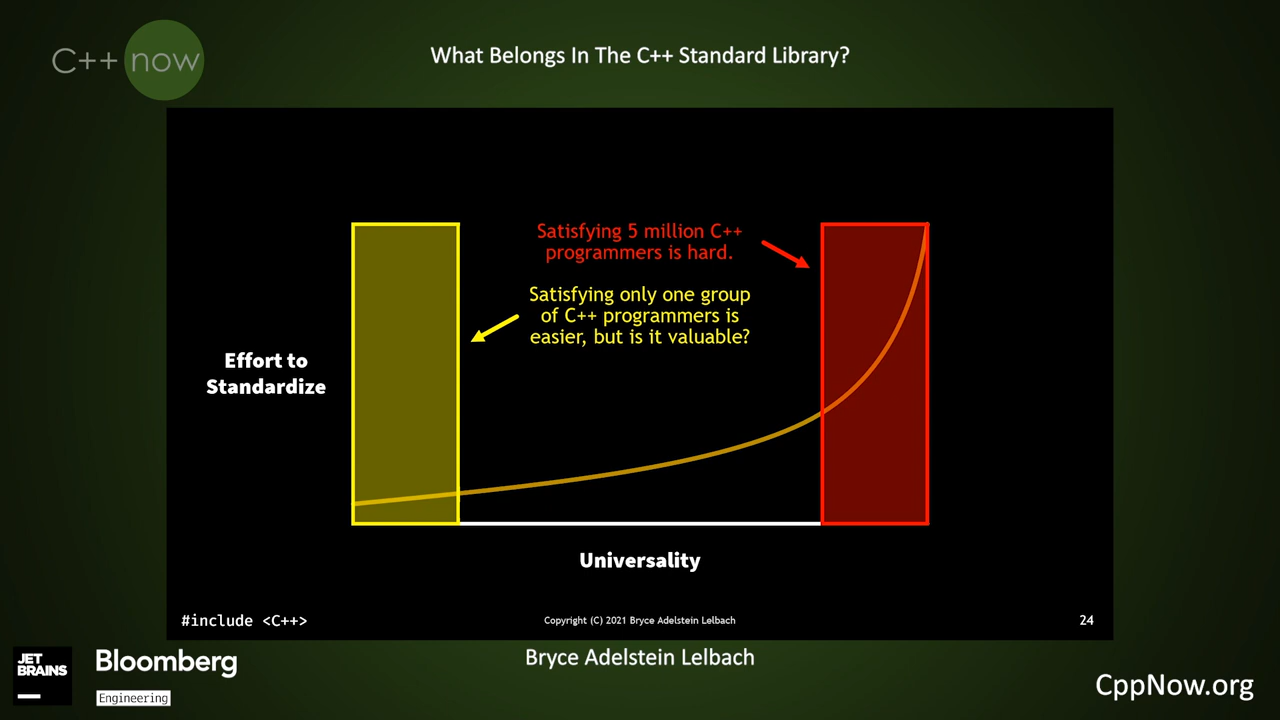 C++ now
What Belongs In The C++ Standard Library?
Satisfying 5 million C++
programmers is hard.
Satisfying only one group
of C++ programmers is
easier, but is it valuable?
Effort to
Standardize
Universality
#include <C++>
Copyright (C) 2021 Bryce Adelstein Lelbach
24
JET
BRAINS
Bloomberg
Engineering
Bryce Adelstein Lelbach
CppNow.org